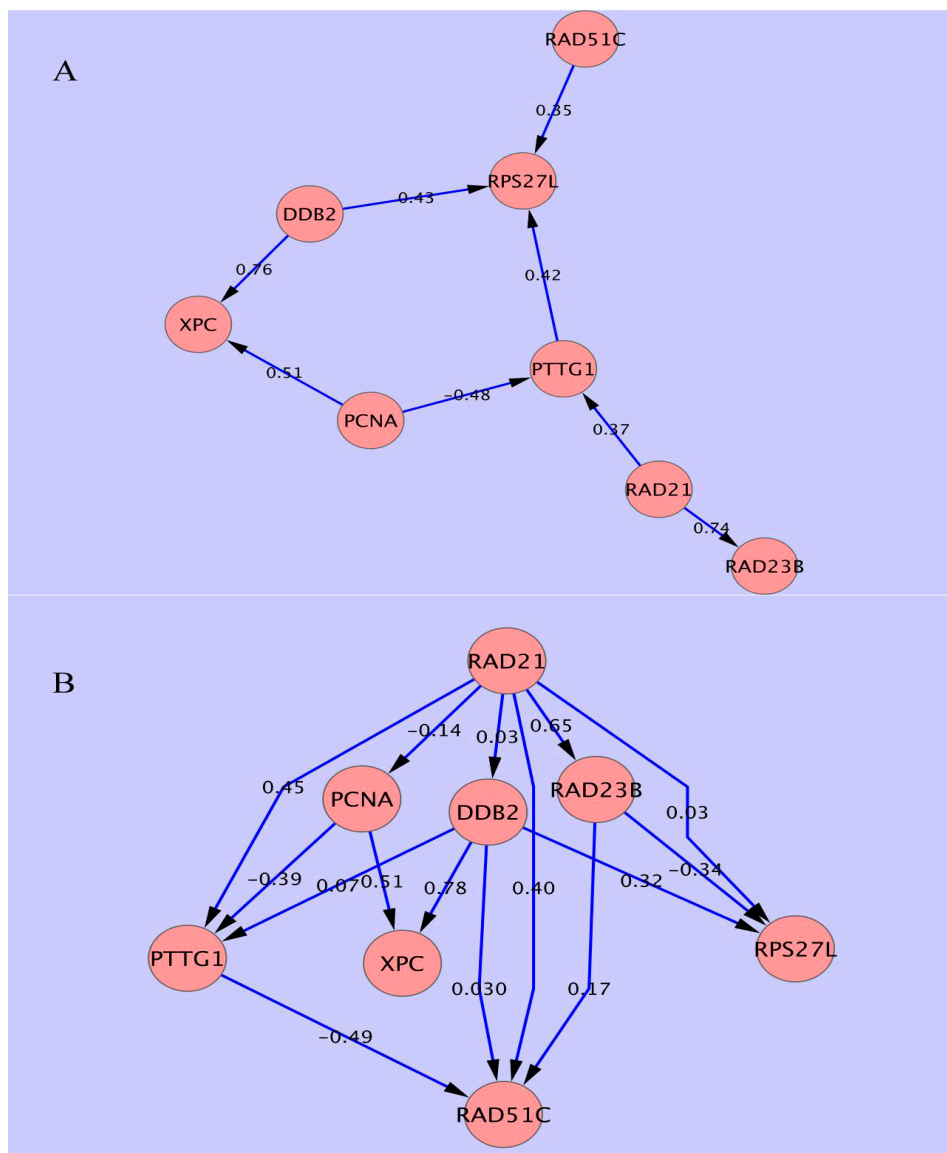 RAD51C
A
0.35
RPS27L
0.43
DDB2
0.76
0.42
XPC
0.51
PTTG1
−0.48
PCNA
0.37
RAD21
0.74
RAD23B
RAD21
B
−0.14
0.03
0.65
0.45
PCNA
RAD23B
DDB2
0.03
−0.39
0.07
0.51
0.78
0.40
0.32
−0.34
PTTG1
XPC
RPS27L
0.030
0.17
−0.49
RAD51C